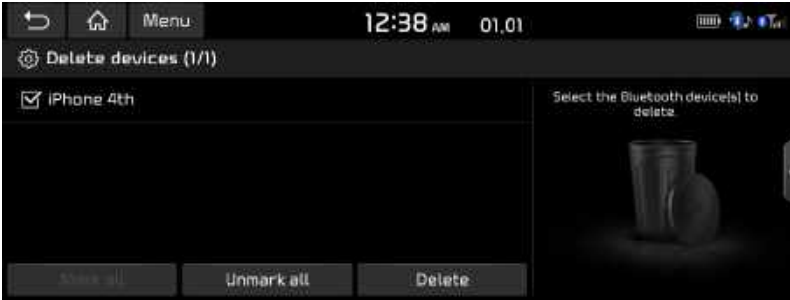 Menu
12:38 AM 01.01
Delete devices (1/1)
iPhone 4th
Select the Bluetooth device(s) to
delete.
Mark all
Unmark all
Delete